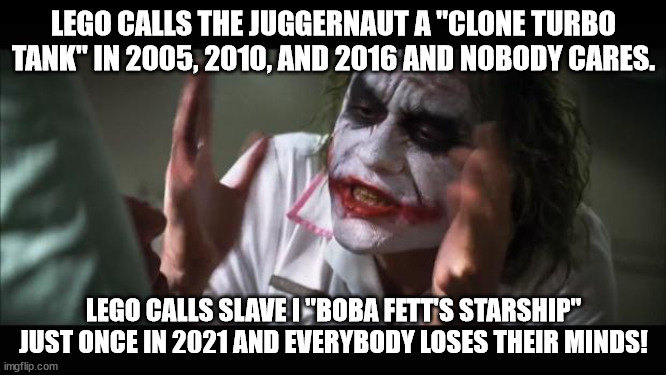 LEGO CALLS THE JUGGERNAUT A "CLONE TURBO
TANK" IN 2005, 2010, AND 2016 AND NOBODY CARES.
LEGO CALLS SLAVE I "BOBA FETT'S STARSHIP"
JUST ONCE IN 2021 AND EVERYBODY LOSES THEIR MINDS!
imgflip.com